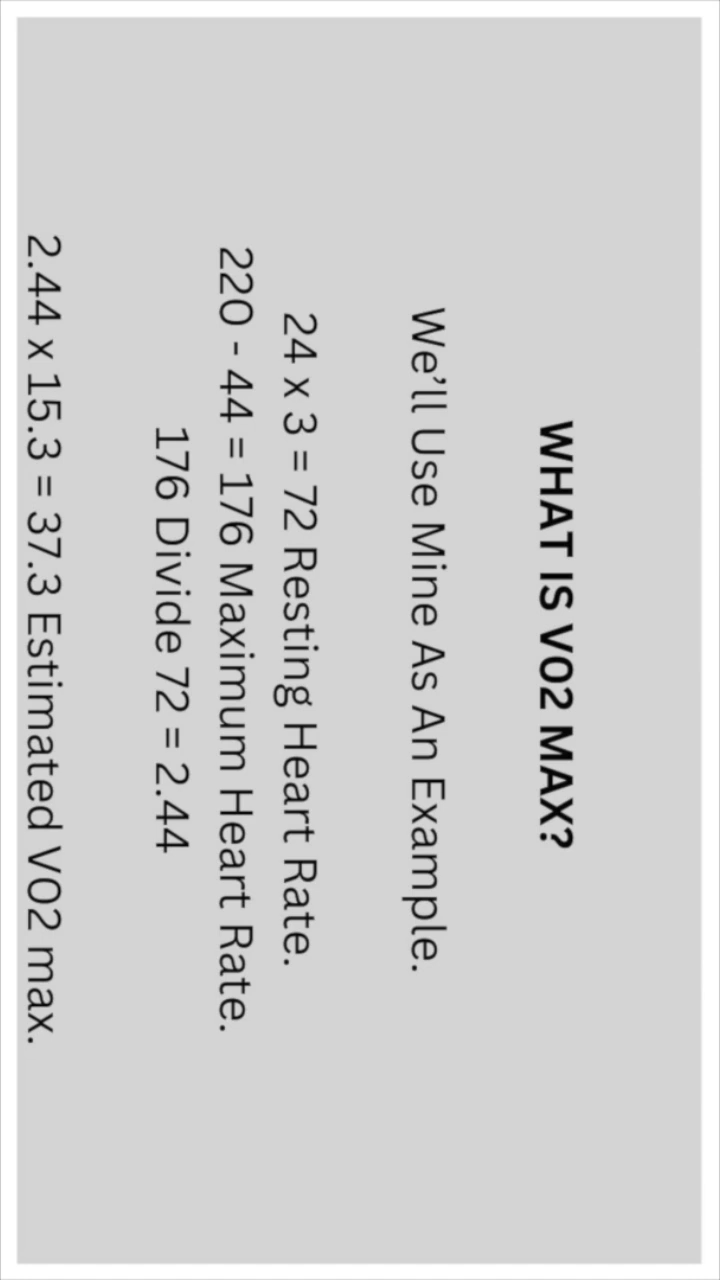 WHAT IS V02 MAX?
We'll Use Mine As An Example.
24 x 3 = 72 Resting Heart Rate.
220 - 44 = 176 Maximum Heart Rate.
176 Divide 72 = 2.44
2.44 x 15.3 = 37.3 Estimated V02 max.